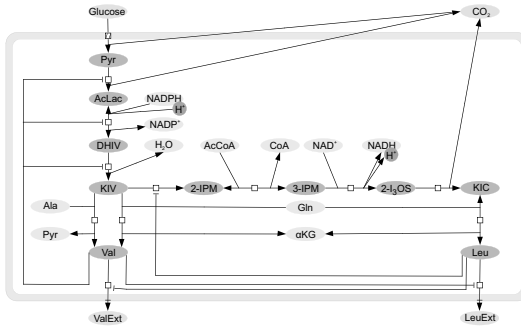 Glucose
CO₂
Pyr
AcLac
NADPH
H⁺
NADP⁺
DHIV
H₂O
AcCoA
CoA
NAD⁺
NADH
H⁺
KIV
2-IPM
3-IPM
2-I₃OS
KIC
Ala
Gln
Pyr
αKG
Val
Leu
ValExt
LeuExt